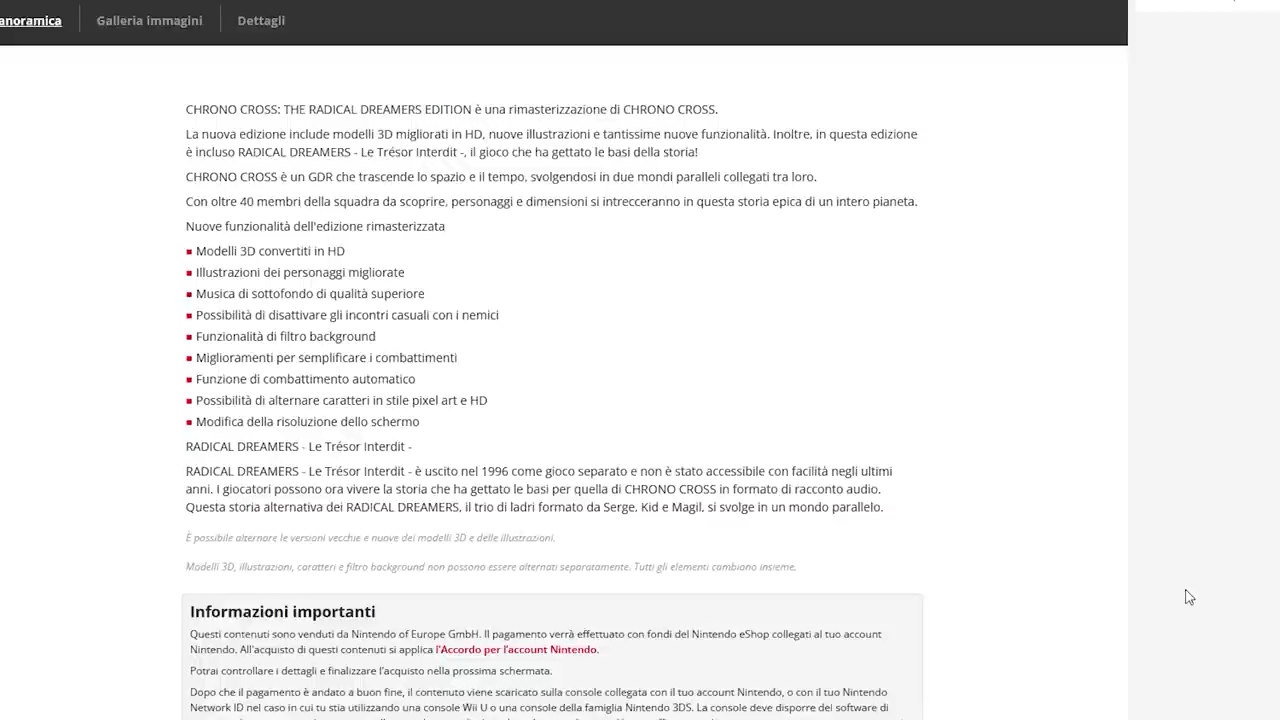 anoramica
Galleria immagini
Dettagli
CHRONO CROSS: THE RADICAL DREAMERS EDITION è una rimasterizzazione di CHRONO CROSS.
La nuova edizione include modelli 3D migliorati in HD, nuove illustrazioni e tantissime nuove funzionalità. Inoltre, in questa edizione
è incluso RADICAL DREAMERS - Le Trésor Interdit -, il gioco che ha gettato le basi della storia!
CHRONO CROSS è un GDR che trascende lo spazio e il tempo, svolgendosi in due mondi paralleli collegati tra loro.
Con oltre 40 membri della squadra da scoprire, personaggi e dimensioni si intrecceranno in questa storia epica di un intero pianeta.
Nuove funzionalità dell'edizione rimasterizzata
Modelli 3D convertiti in HD
Illustrazioni dei personaggi migliorate
Musica di sottofondo di qualità superiore
Possibilità di disattivare gli incontri casuali con i nemici
Funzionalità di filtro background
Miglioramenti per semplificare i combattimenti
Funzione di combattimento automatico
Possibilità di alternare caratteri in stile pixel art e HD
Modifica della risoluzione dello schermo
RADICAL DREAMERS - Le Trésor Interdit -
RADICAL DREAMERS - Le Trésor Interdit - è uscito nel 1996 come gioco separato e non è stato accessibile con facilità negli ultimi
anni. I giocatori possono ora vivere la storia che ha gettato le basi per quella di CHRONO CROSS in formato di racconto audio.
Questa storia alternativa dei RADICAL DREAMERS, il trio di ladri formato da Serge, Kid e Magil, si svolge in un mondo parallelo.
È possibile alternare le versioni vecchie e nuove dei modelli 3D e delle illustrazioni.
Modelli 3D, illustrazioni, caratteri e filtro background non possono essere alternati separatamente. Tutti gli elementi cambiano insieme.
Informazioni importanti
Questi contenuti sono venduti da Nintendo of Europe GmbH. Il pagamento verrà effettuato con fondi del Nintendo eShop collegati al tuo account
Nintendo. All'acquisto di questi contenuti si applica l'Accordo per l'account Nintendo.
Potrai controllare i dettagli e finalizzare l'acquisto nella prossima schermata.
Dopo che il pagamento è andato a buon fine, il contenuto viene scaricato sulla console collegata con il tuo account Nintendo, o con il tuo Nintendo
Network ID nel caso in cui tu stia utilizzando una console Wii U o una console della famiglia Nintendo 3DS. La console deve disporre del software di